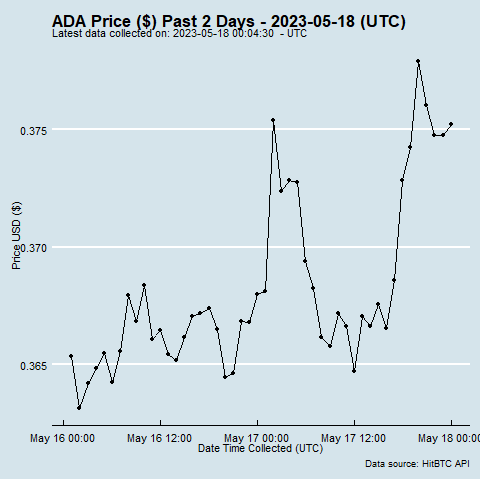 ADA Price ($) Past 2 Days - 2023-05-18 (UTC)
Latest data collected on: 2023-05-18 00:04:30 - UTC
0.375
0.370
0.365
Price USD ($)
May 16 00:00 May 16 12:00 May 17 00:00 May 17 12:00 May 18 00:00
Date Time Collected (UTC)
Data source: HitBTC API